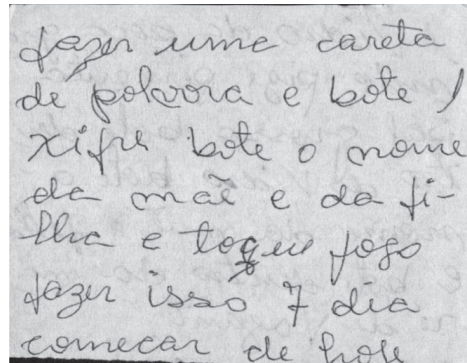 fazer uma careta
de polvora e bote /
xifre bote o nome
da mãe e da fi-
lha e toque fogo
fazer isso 7 dia
comecar de hoje